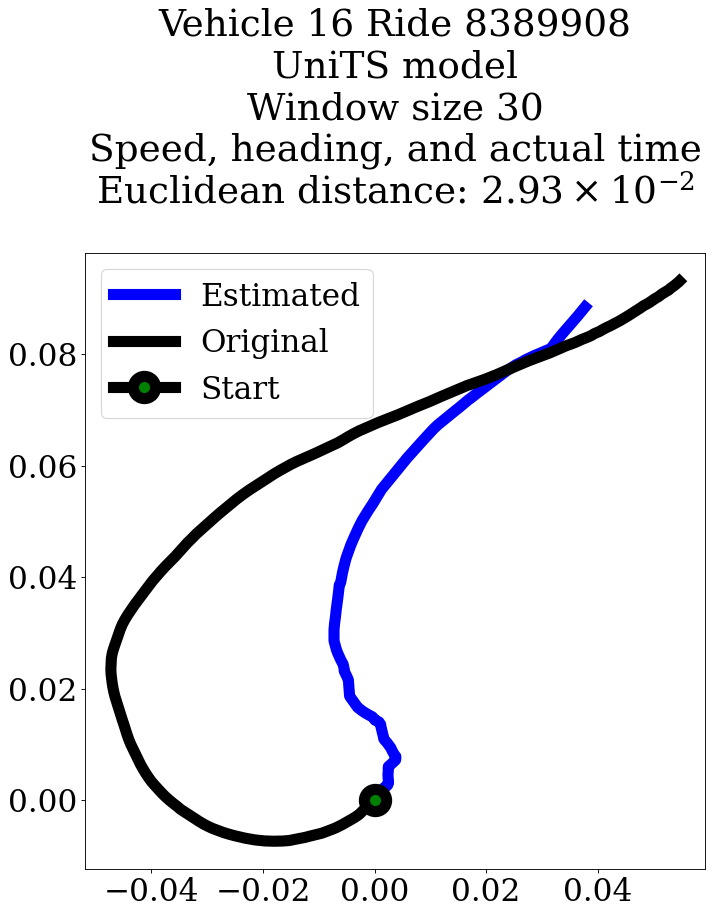 Vehicle 16 Ride 8389908
UniTS model
Window size 30
Speed, heading, and actual time
Euclidean distance: 2.93 × 10⁻²
Estimated
Original
Start
0.08
0.06
0.04
0.02
0.00
−0.04 −0.02 0.00 0.02 0.04